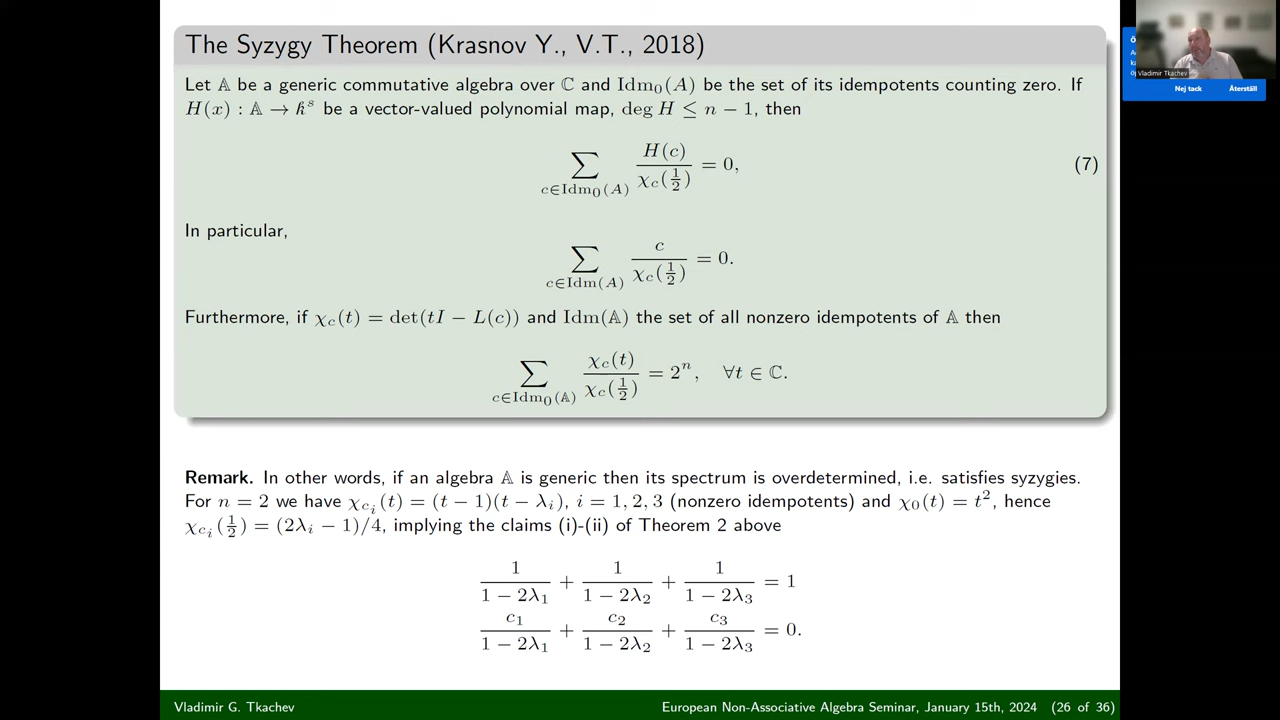 The Syzygy Theorem (Krasnov Y., V.T., 2018)
Let 𝔸 be a generic commutative algebra over ℂ and Idm₀(A) be the set of its idempotents counting zero. If
H(x) : 𝔸 → ƙˢ be a vector-valued polynomial map, deg H ≤ n − 1, then
∑_{c∈Idm₀(A)} H(c)/χ_c(1/2) = 0, (7)
In particular,
∑_{c∈Idm(A)} c/χ_c(1/2) = 0.
Furthermore, if χ_c(t) = det(tI − L(c)) and Idm(𝔸) the set of all nonzero idempotents of 𝔸 then
∑_{c∈Idm₀(𝔸)} χ_c(t)/χ_c(1/2) = 2ⁿ, ∀t ∈ ℂ.
Remark. In other words, if an algebra 𝔸 is generic then its spectrum is overdetermined, i.e. satisfies syzygies.
For n = 2 we have χ_{c_i}(t) = (t − 1)(t − λ_i), i = 1, 2, 3 (nonzero idempotents) and χ₀(t) = t², hence
χ_{c_i}(1/2) = (2λ_i − 1)/4, implying the claims (i)-(ii) of Theorem 2 above
1/(1 − 2λ₁) + 1/(1 − 2λ₂) + 1/(1 − 2λ₃) = 1
c₁/(1 − 2λ₁) + c₂/(1 − 2λ₂) + c₃/(1 − 2λ₃) = 0.
Vladimir G. Tkachev
European Non-Associative Algebra Seminar, January 15th, 2024 (26 of 36)
Vladimir Tkachev
Nej tack
Återställ